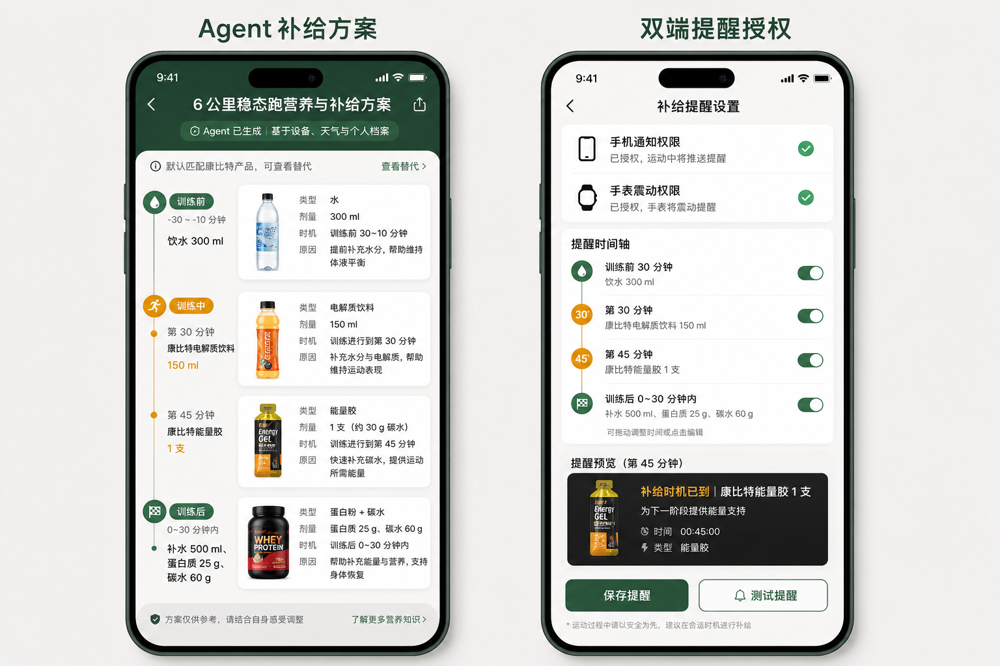 Agent 补给方案
9:41
6 公里稳态跑营养与补给方案
Agent 已生成 | 基于设备、天气与个人档案
默认匹配康比特产品，可查看替代
查看替代 >
训练前
-30 ~ -10 分钟
饮水 300 ml
类型 水
剂量 300 ml
时机 训练前 30~10 分钟
原因 提前补充水分，帮助维持
体液平衡
训练中
第 30 分钟
康比特电解质饮料
150 ml
类型 电解质饮料
剂量 150 ml
时机 训练进行到第 30 分钟
原因 补充水分与电解质，帮助
维持运动表现
第 45 分钟
康比特能量胶
1 支
Energy
GEL
类型 能量胶
剂量 1 支（约 30 g 碳水）
时机 训练进行到第 45 分钟
原因 快速补充碳水，提供运动
所需能量
训练后
0~30 分钟内
补水 500 ml、
蛋白质 25 g、
碳水 60 g
WHEY
PROTEIN
类型 蛋白粉 + 碳水
剂量 蛋白质 25 g、碳水 60 g
时机 训练后 0~30 分钟内
原因 帮助补充能量与营养，支持
身体恢复
方案仅供参考，请结合自身感受调整
了解更多营养知识 >
双端提醒授权
9:41
补给提醒设置
手机通知权限
已授权，运动中将推送提醒
手表震动权限
已授权，手表将震动提醒
提醒时间轴
训练前 30 分钟
饮水 300 ml
30'
第 30 分钟
康比特电解质饮料 150 ml
45'
第 45 分钟
康比特能量胶 1 支
训练后 0~30 分钟内
补水 500 ml、蛋白质 25 g、碳水 60 g
可拖动调整时间或点击编辑
提醒预览（第 45 分钟）
Energy
GEL
补给时机已到 | 康比特能量胶 1 支
为下一阶段提供能量支持
时间 00:45:00
类型 能量胶
保存提醒
测试提醒
* 运动过程中请以安全为先，建议在合适时机进行补给